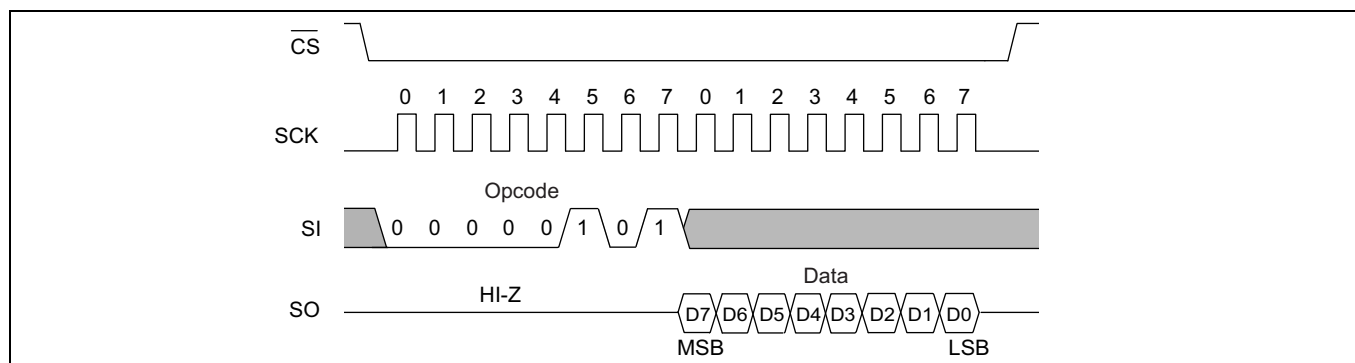 CS
0 1 2 3 4 5 6 7 0 1 2 3 4 5 6 7
SCK
Opcode
SI 0 0 0 0 0 1 0 1
Data
HI-Z
SO D7 D6 D5 D4 D3 D2 D1 D0
MSB LSB